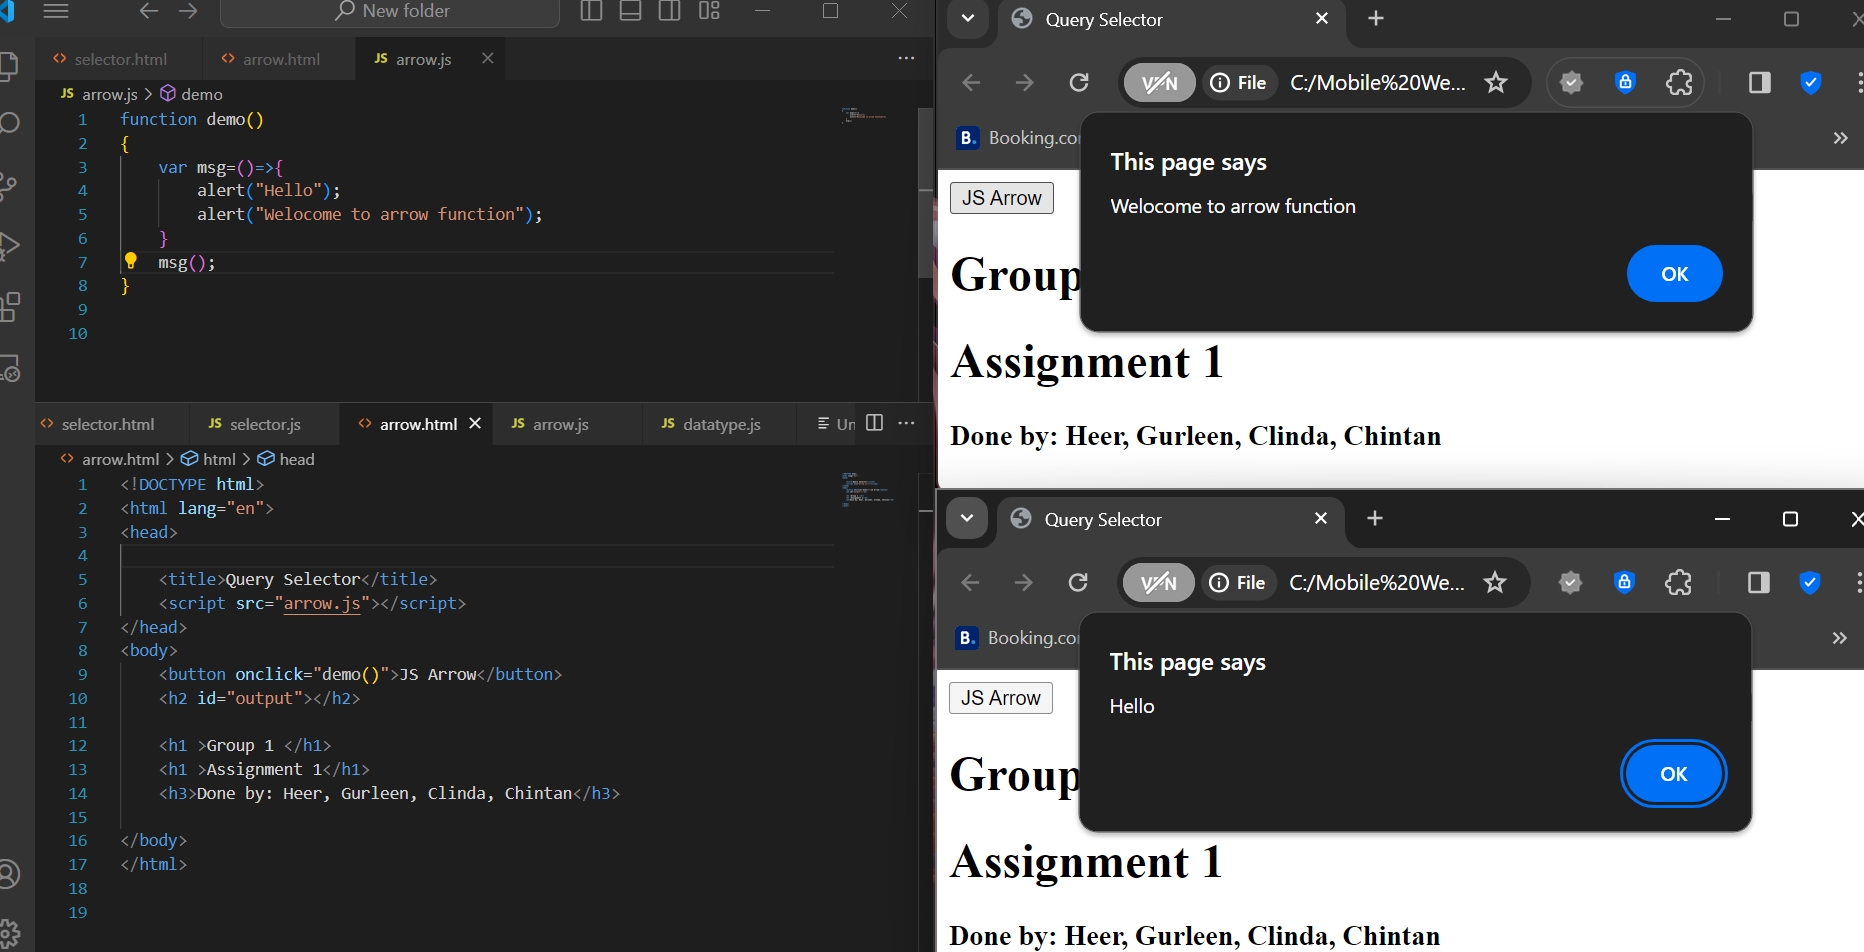 New folder
selector.html
arrow.html
JS arrow.js
JS arrow.js > demo
1 function demo()
2 {
3 var msg=()=>{
4 alert("Hello");
5 alert("Welocome to arrow function");
6 }
7 msg();
8 }
9
10
selector.html
JS selector.js
arrow.html
JS arrow.js
JS datatype.js
Un
arrow.html > html > head
1 <!DOCTYPE html>
2 <html lang="en">
3 <head>
4
5 <title>Query Selector</title>
6 <script src="arrow.js"></script>
7 </head>
8 <body>
9 <button onclick="demo()">JS Arrow</button>
10 <h2 id="output"></h2>
11
12 <h1 >Group 1 </h1>
13 <h1 >Assignment 1</h1>
14 <h3>Done by: Heer, Gurleen, Clinda, Chintan</h3>
15
16 </body>
17 </html>
18
19
Query Selector
VPN File C:/Mobile%20We...
B. Booking.co
This page says
Welocome to arrow function
OK
JS Arrow
Group
Assignment 1
Done by: Heer, Gurleen, Clinda, Chintan
Query Selector
VPN File C:/Mobile%20We...
B. Booking.co
This page says
Hello
OK
JS Arrow
Group
Assignment 1
Done by: Heer, Gurleen, Clinda, Chintan